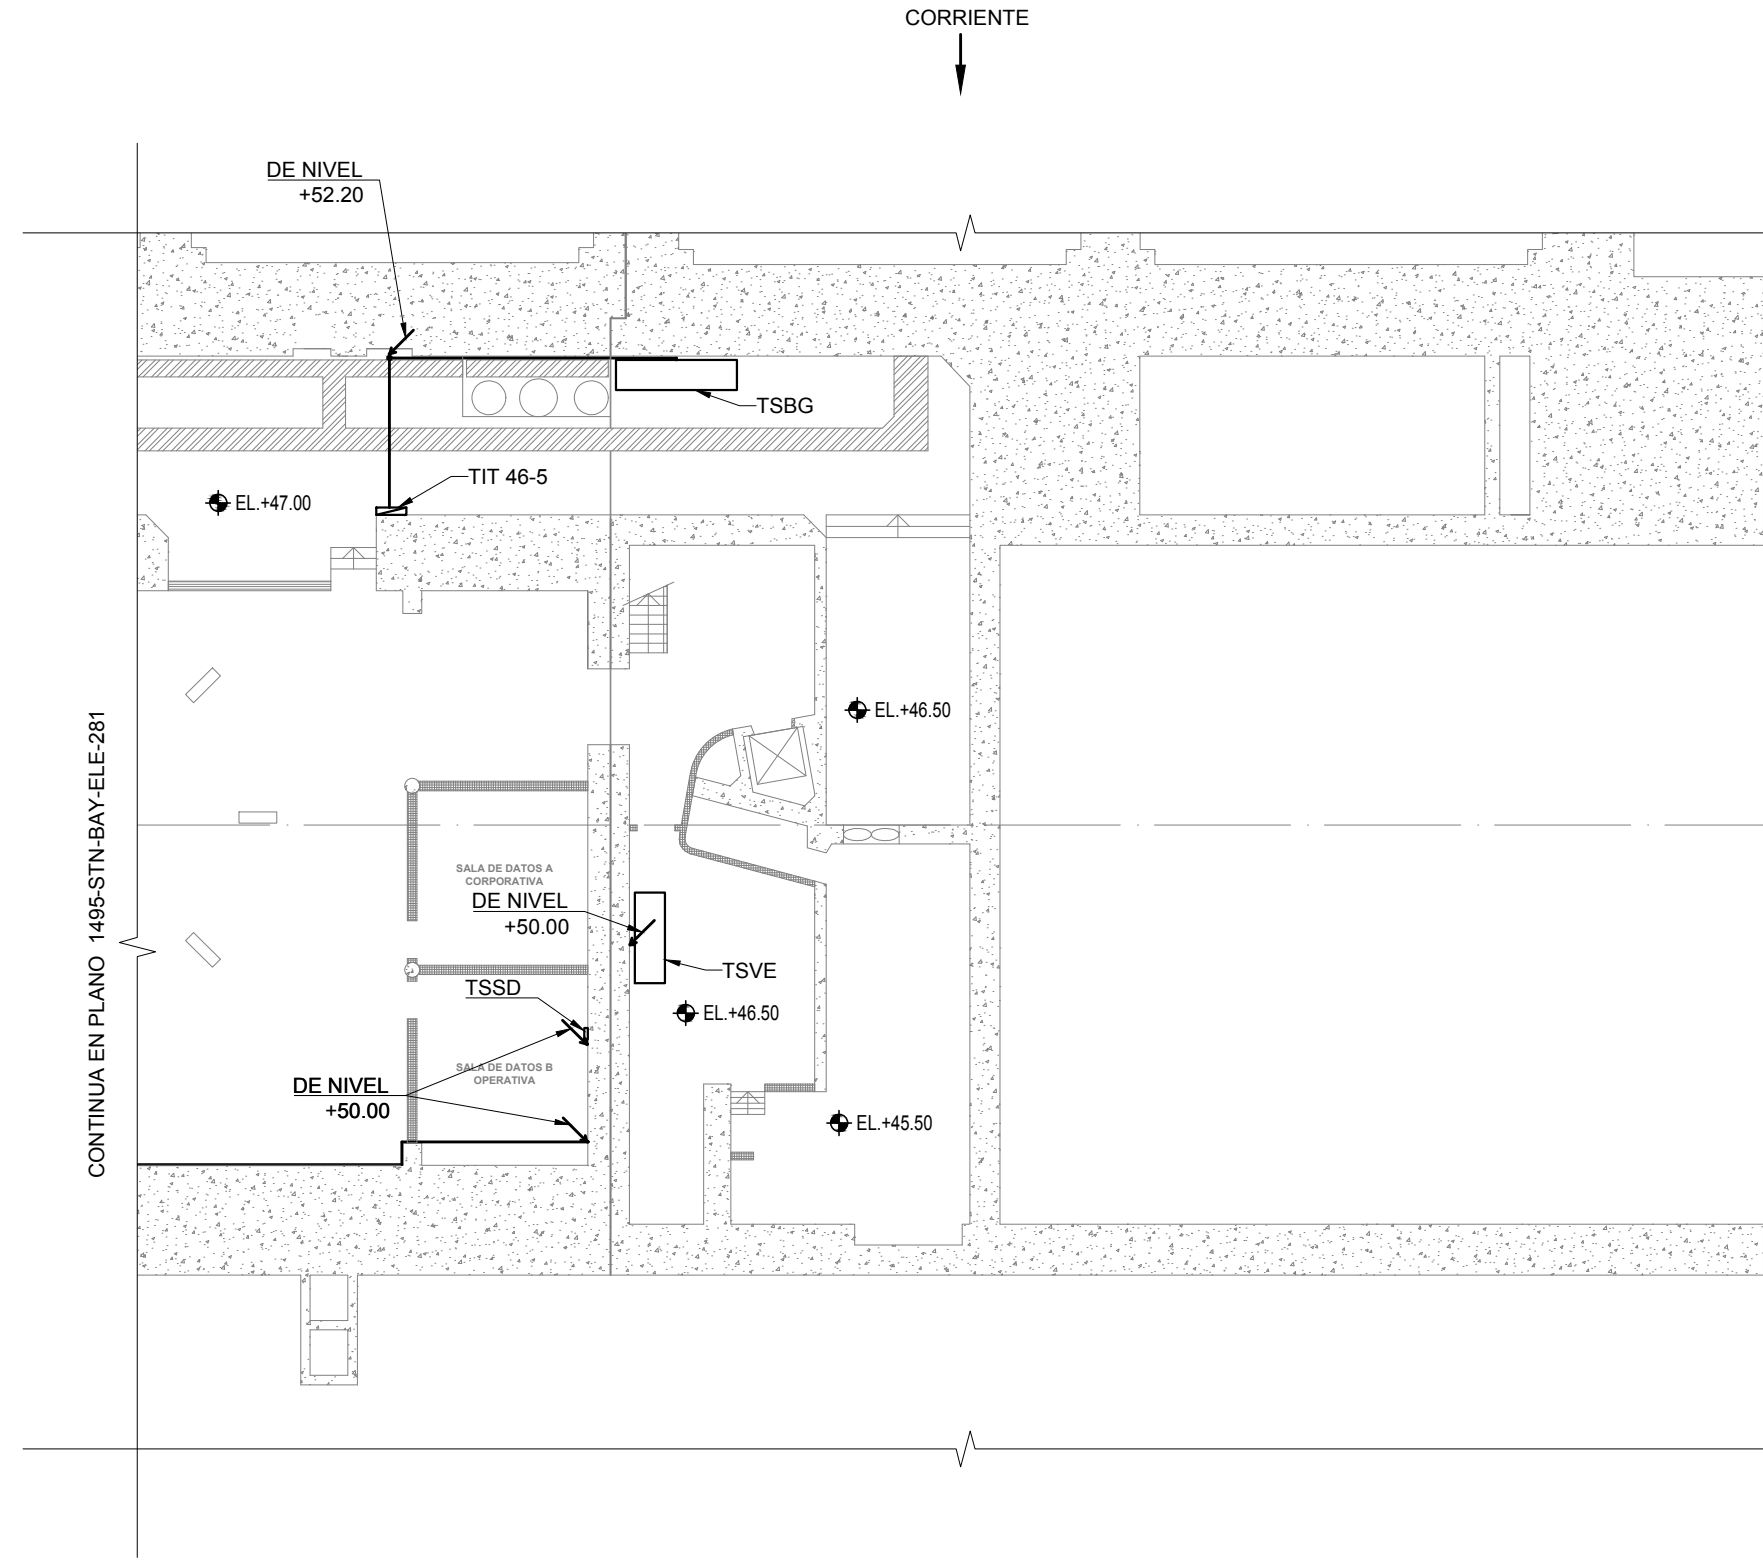 CORRIENTE
DE NIVEL
+52.20
TSBG
TIT 46-5
EL.+47.00
EL.+46.50
CONTINUA EN PLANO 1495-STN-BAY-ELE-281
SALA DE DATOS A
CORPORATIVA
DE NIVEL
+50.00
TSVE
TSSD
EL.+46.50
SALA DE DATOS B
OPERATIVA
DE NIVEL
+50.00
EL.+45.50